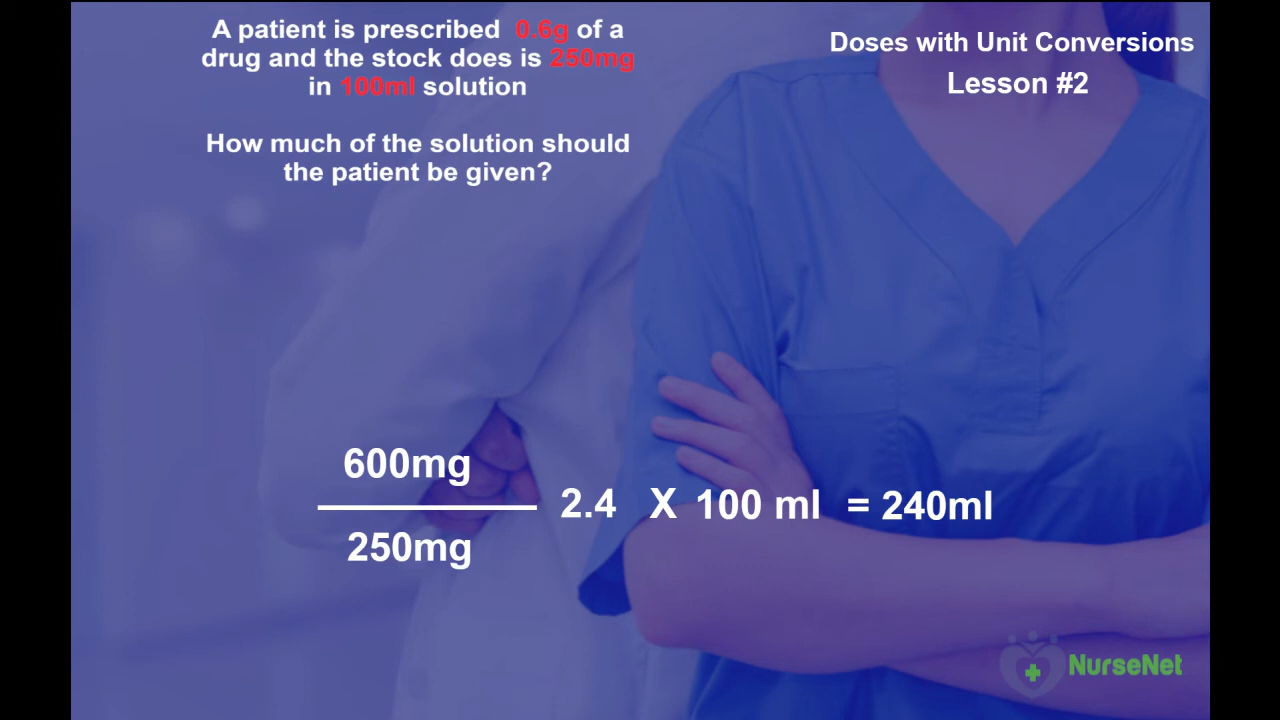 A patient is prescribed 0.6g of a
drug and the stock does is 250mg
in 100ml solution
How much of the solution should
the patient be given?
Doses with Unit Conversions
Lesson #2
600mg
250mg
2.4 X 100 ml = 240ml
NurseNet